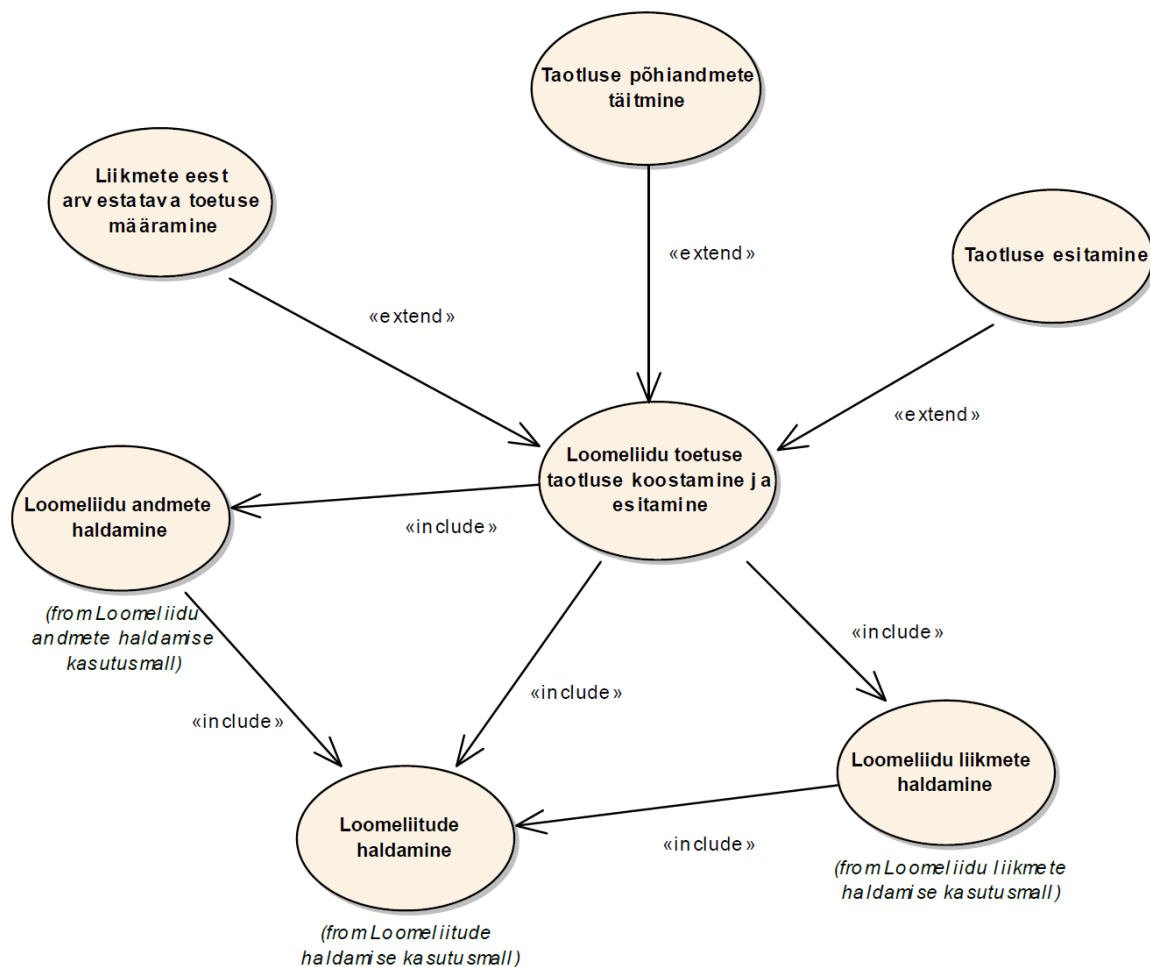 Taotluse põhiandmete
täitmine
Liikmete eest
arvestatava toetuse
määramine
Taotluse esitamine
«extend»
«extend»
«extend»
Loomeliidu toetuse
taotluse koostamine ja
esitamine
Loomeliidu andmete
haldamine
«include»
(from Loomeliidu
andmete haldamise
kasutusmall)
«include»
«include»
«include»
Loomeliidu liikmete
haldamine
Loomeliitude
haldamine
«include»
(from Loomeliidu liikmete
haldamise kasutusmall)
(from Loomeliitude
haldamise kasutusmall)